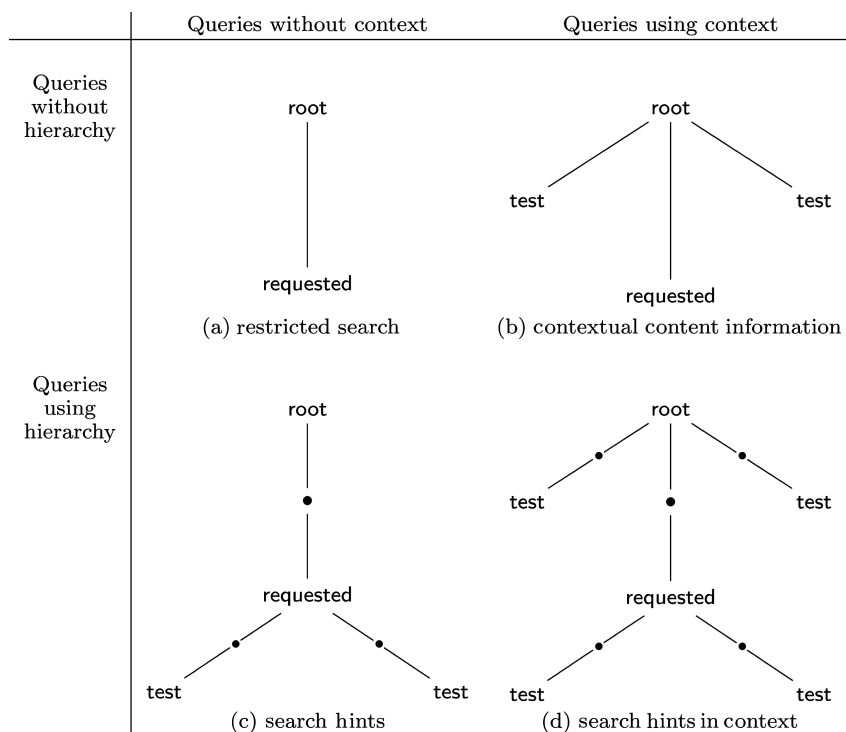 Queries without context
Queries using context
Queries
without
hierarchy
root
requested
(a) restricted search
root
test
test
requested
(b) contextual content information
Queries
using
hierarchy
root
requested
test
test
(c) search hints
root
test
test
requested
test
test
(d) search hints in context